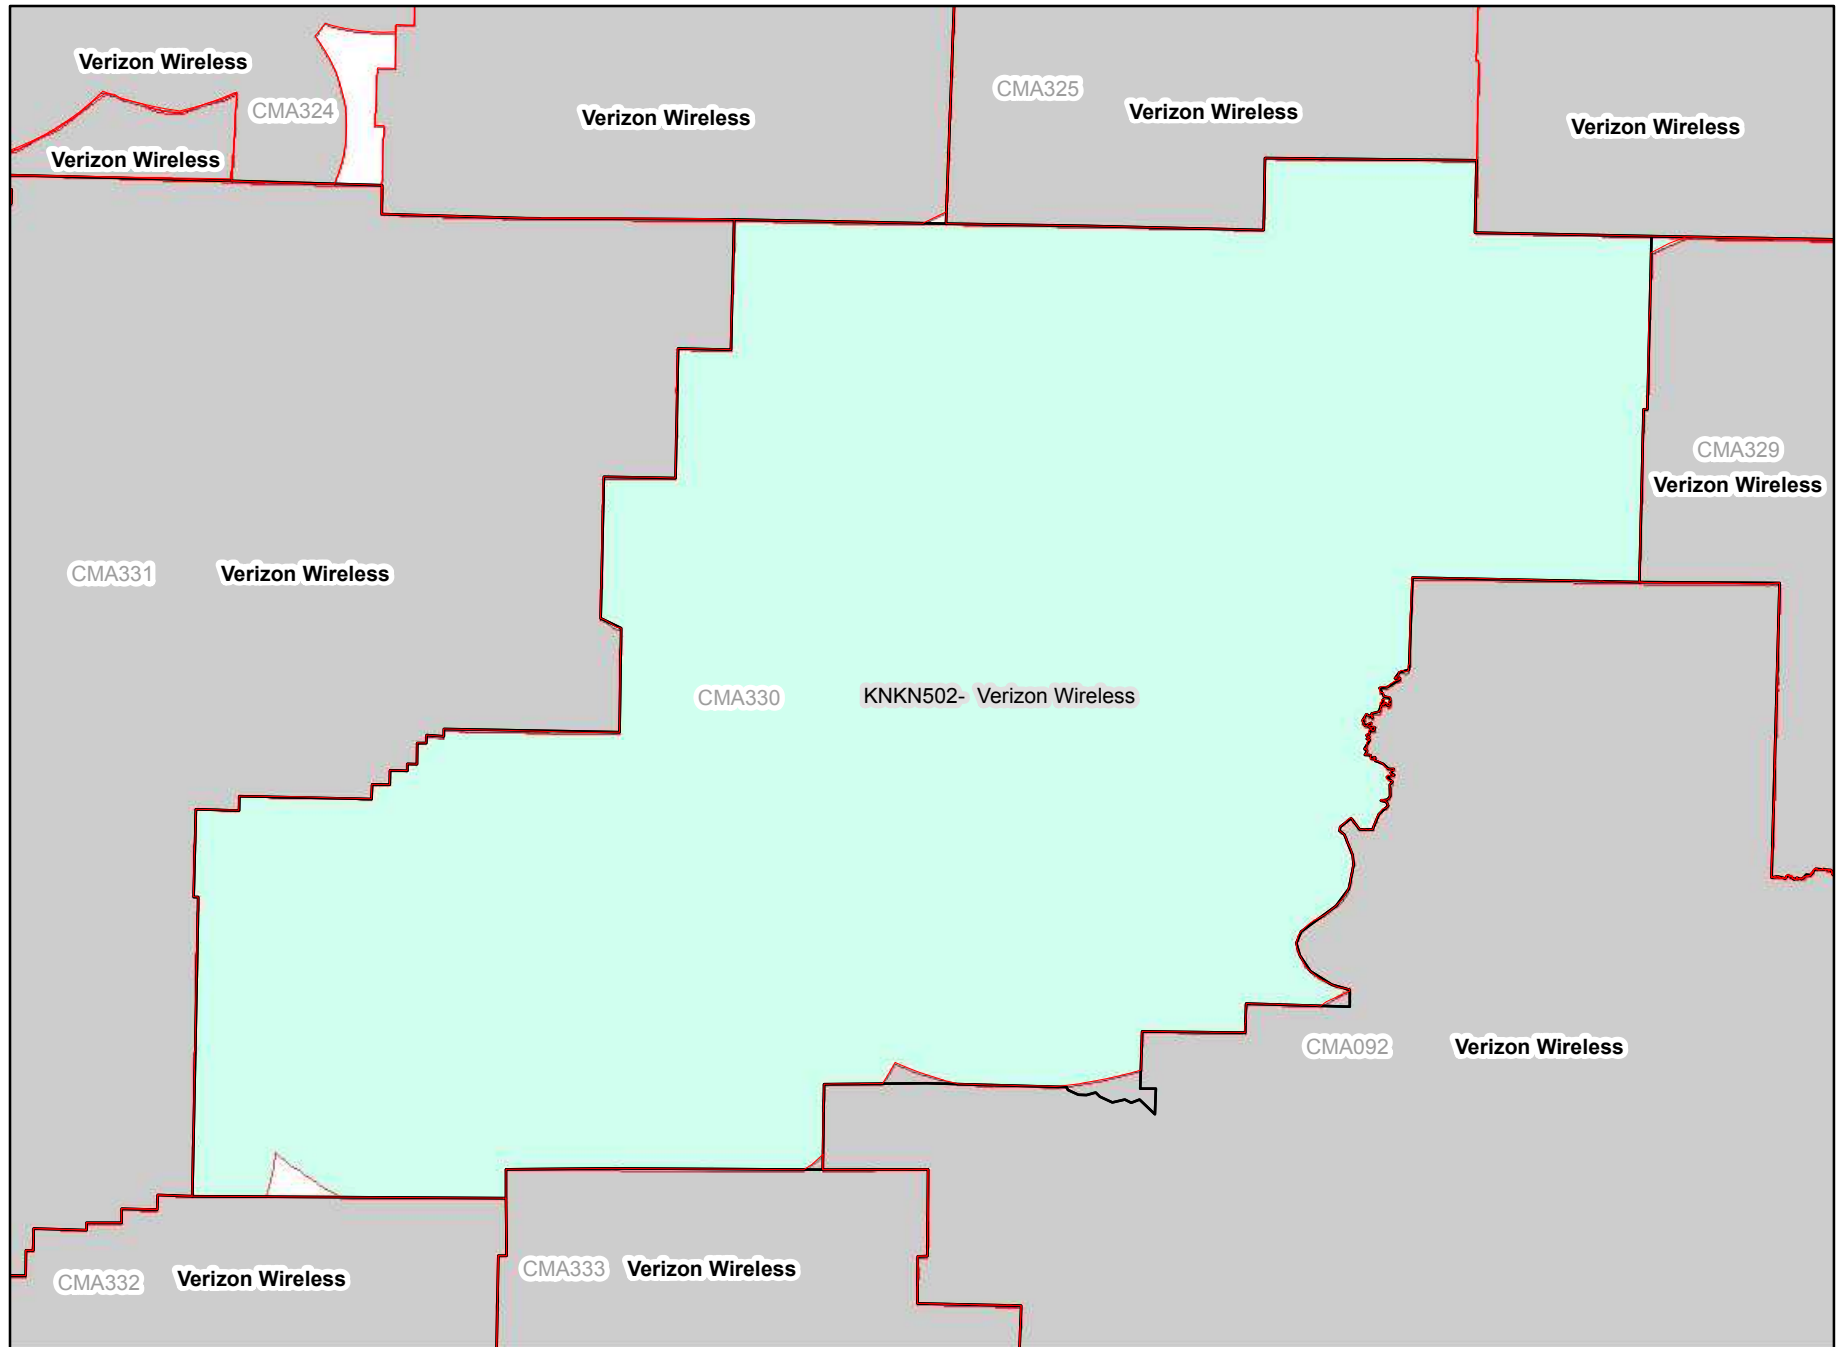 Verizon Wireless
CMA324
Verizon Wireless
Verizon Wireless
CMA325
Verizon Wireless
Verizon Wireless
CMA329
Verizon Wireless
CMA331 Verizon Wireless
CMA330 KNKN502- Verizon Wireless
CMA092 Verizon Wireless
CMA332 Verizon Wireless
CMA333 Verizon Wireless